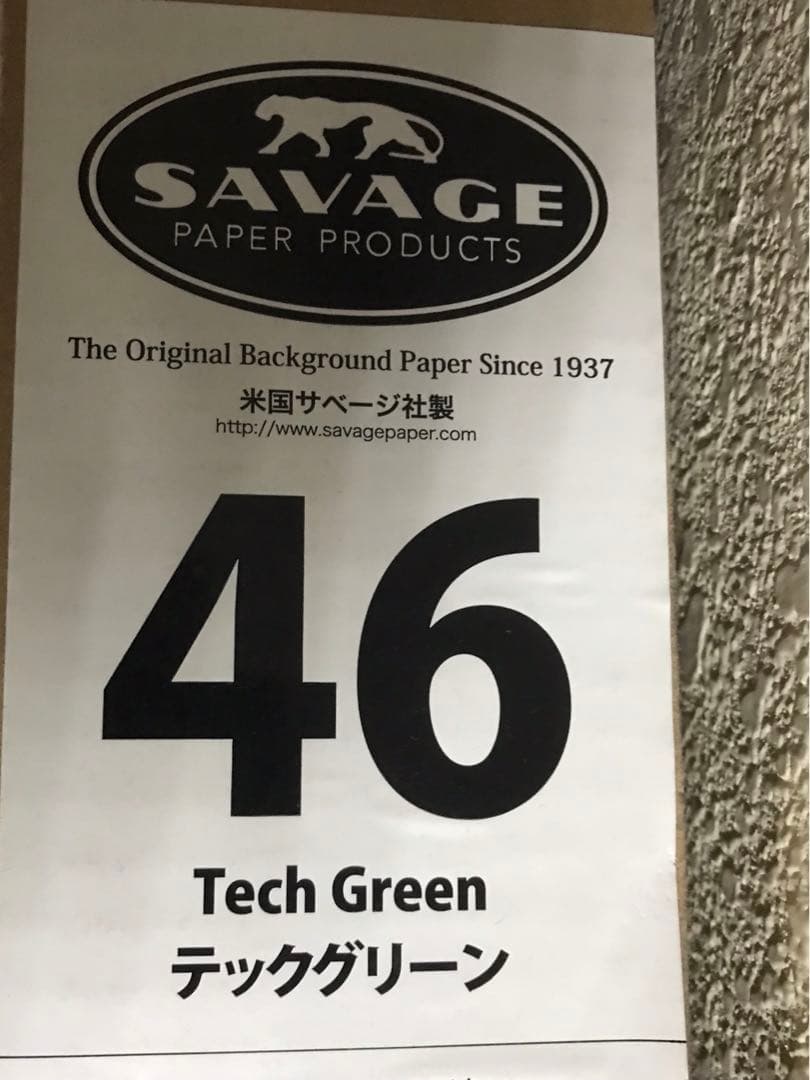 SAVAGE
PAPER PRODUCTS
The Original Background Paper Since 1937
米国サベージ社製
http://www.savagepaper.com
46
Tech Green
テックグリーン